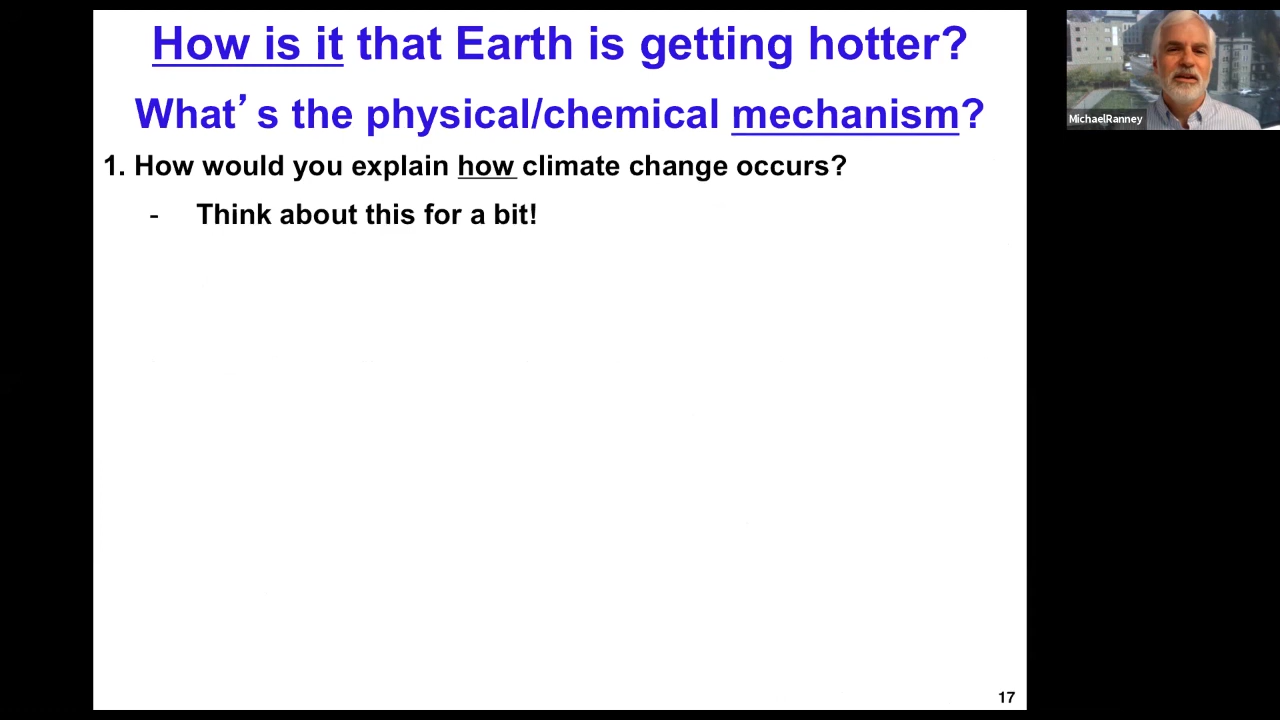 How is it that Earth is getting hotter?
What's the physical/chemical mechanism?
1. How would you explain how climate change occurs?
- Think about this for a bit!
17
MichaelRanney